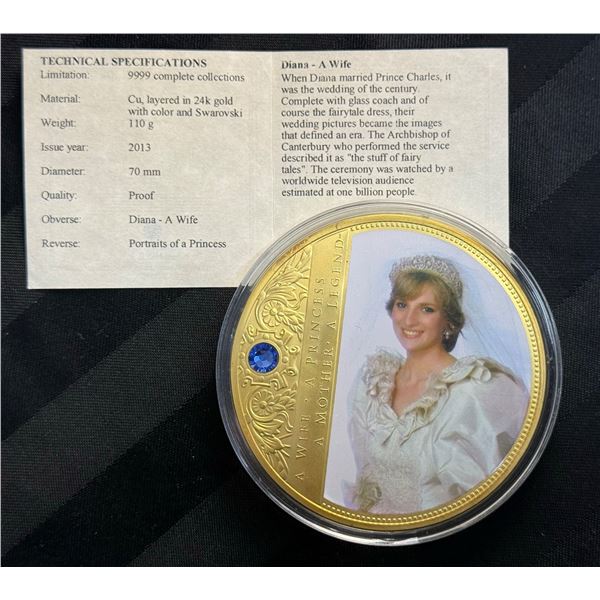 TECHNICAL SPECIFICATIONS
Limitation: 9999 complete collections
Material: Cu, layered in 24k gold
with color and Swarovski
Weight: 110 g
Issue year: 2013
Diameter: 70 mm
Quality: Proof
Obverse: Diana - A Wife
Reverse: Portraits of a Princess
Diana - A Wife
When Diana married Prince Charles, it
was the wedding of the century.
Complete with glass coach and of
course the fairytale dress, their
wedding pictures became the images
that defined an era. The Archbishop of
Canterbury who performed the service
described it as "the stuff of fairy
tales". The ceremony was watched by a
worldwide television audience
estimated at one billion people.
A WIFE · A PRINCESS
A MOTHER · A LEGEND